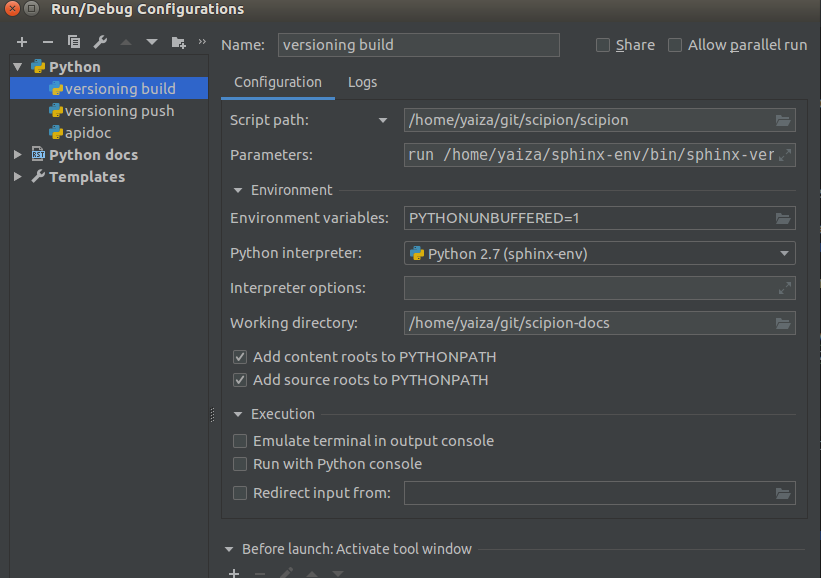 Run/Debug Configurations
Name: versioning build Share Allow parallel run
Python
versioning build
versioning push
apidoc
Python docs
Templates
Configuration Logs
Script path: /home/yaiza/git/scipion/scipion
Parameters: run /home/yaiza/sphinx-env/bin/sphinx-ver
Environment
Environment variables: PYTHONUNBUFFERED=1
Python interpreter: Python 2.7 (sphinx-env)
Interpreter options:
Working directory: /home/yaiza/git/scipion-docs
Add content roots to PYTHONPATH
Add source roots to PYTHONPATH
Execution
Emulate terminal in output console
Run with Python console
Redirect input from:
Before launch: Activate tool window